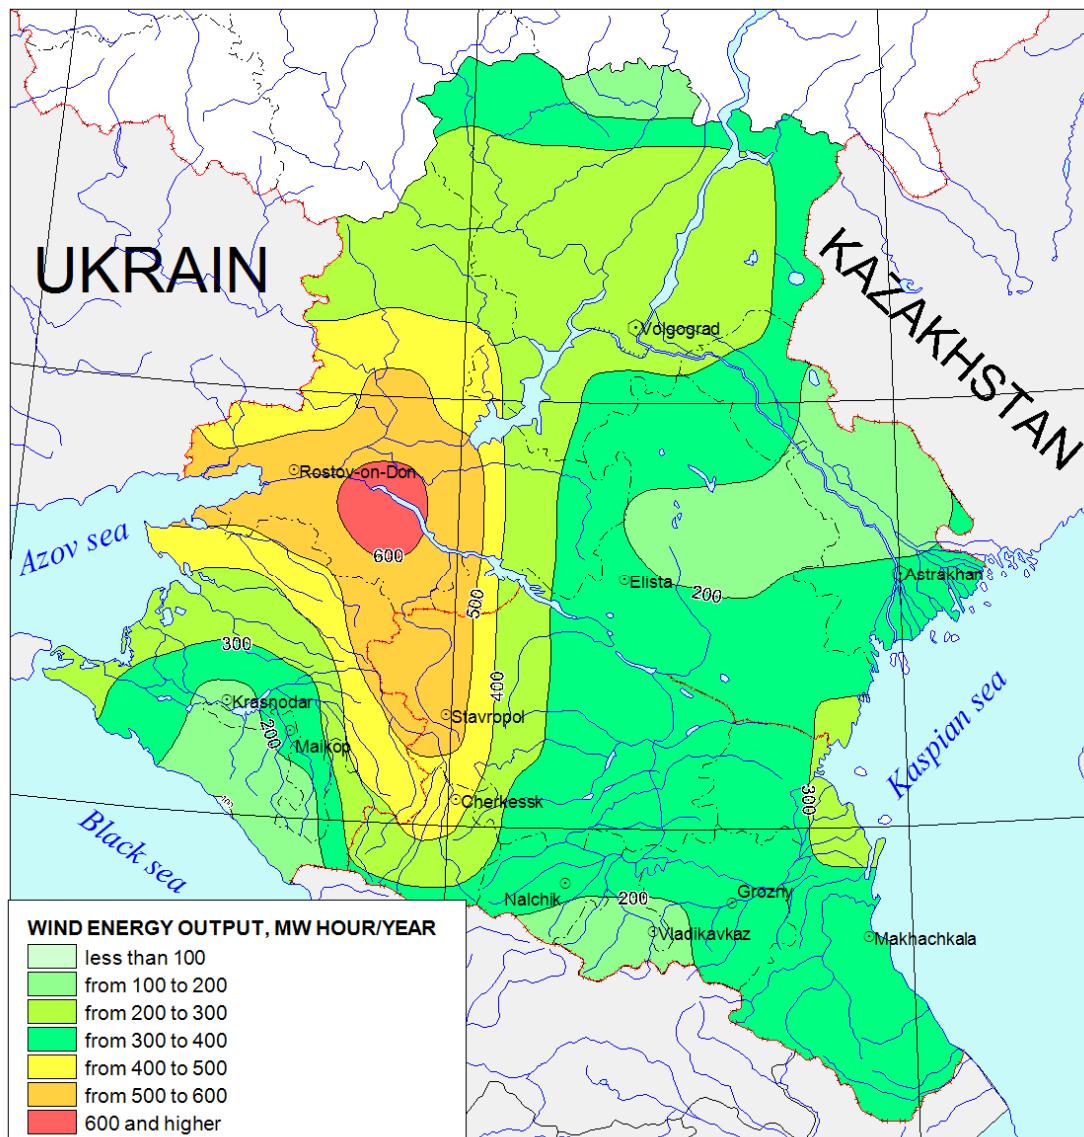 UKRAIN
KAZAKHSTAN
Volgograd
Rostov-on-Don
Azov sea
600
Elista
200
Astrakhan
500
300
400
Krasnodar
200
Maikop
Stavropol
Kaspian sea
300
Cherkessk
Black sea
Nalchik
200
Grozny
Vladikavkaz
Makhachkala
WIND ENERGY OUTPUT, MW HOUR/YEAR
less than 100
from 100 to 200
from 200 to 300
from 300 to 400
from 400 to 500
from 500 to 600
600 and higher